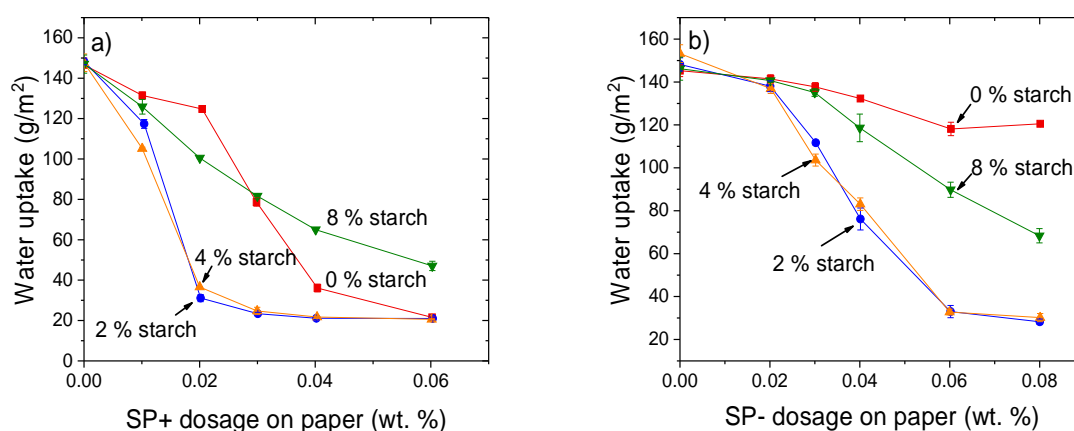 a)
Water uptake (g/m²)
160
140
120
100
80
60
40
20
0
8 % starch
4 % starch
0 % starch
2 % starch
0.00 0.02 0.04 0.06
SP+ dosage on paper (wt. %)
b)
Water uptake (g/m²)
160
140
120
100
80
60
40
20
0 % starch
8 % starch
4 % starch
2 % starch
0.00 0.02 0.04 0.06 0.08
SP- dosage on paper (wt. %)